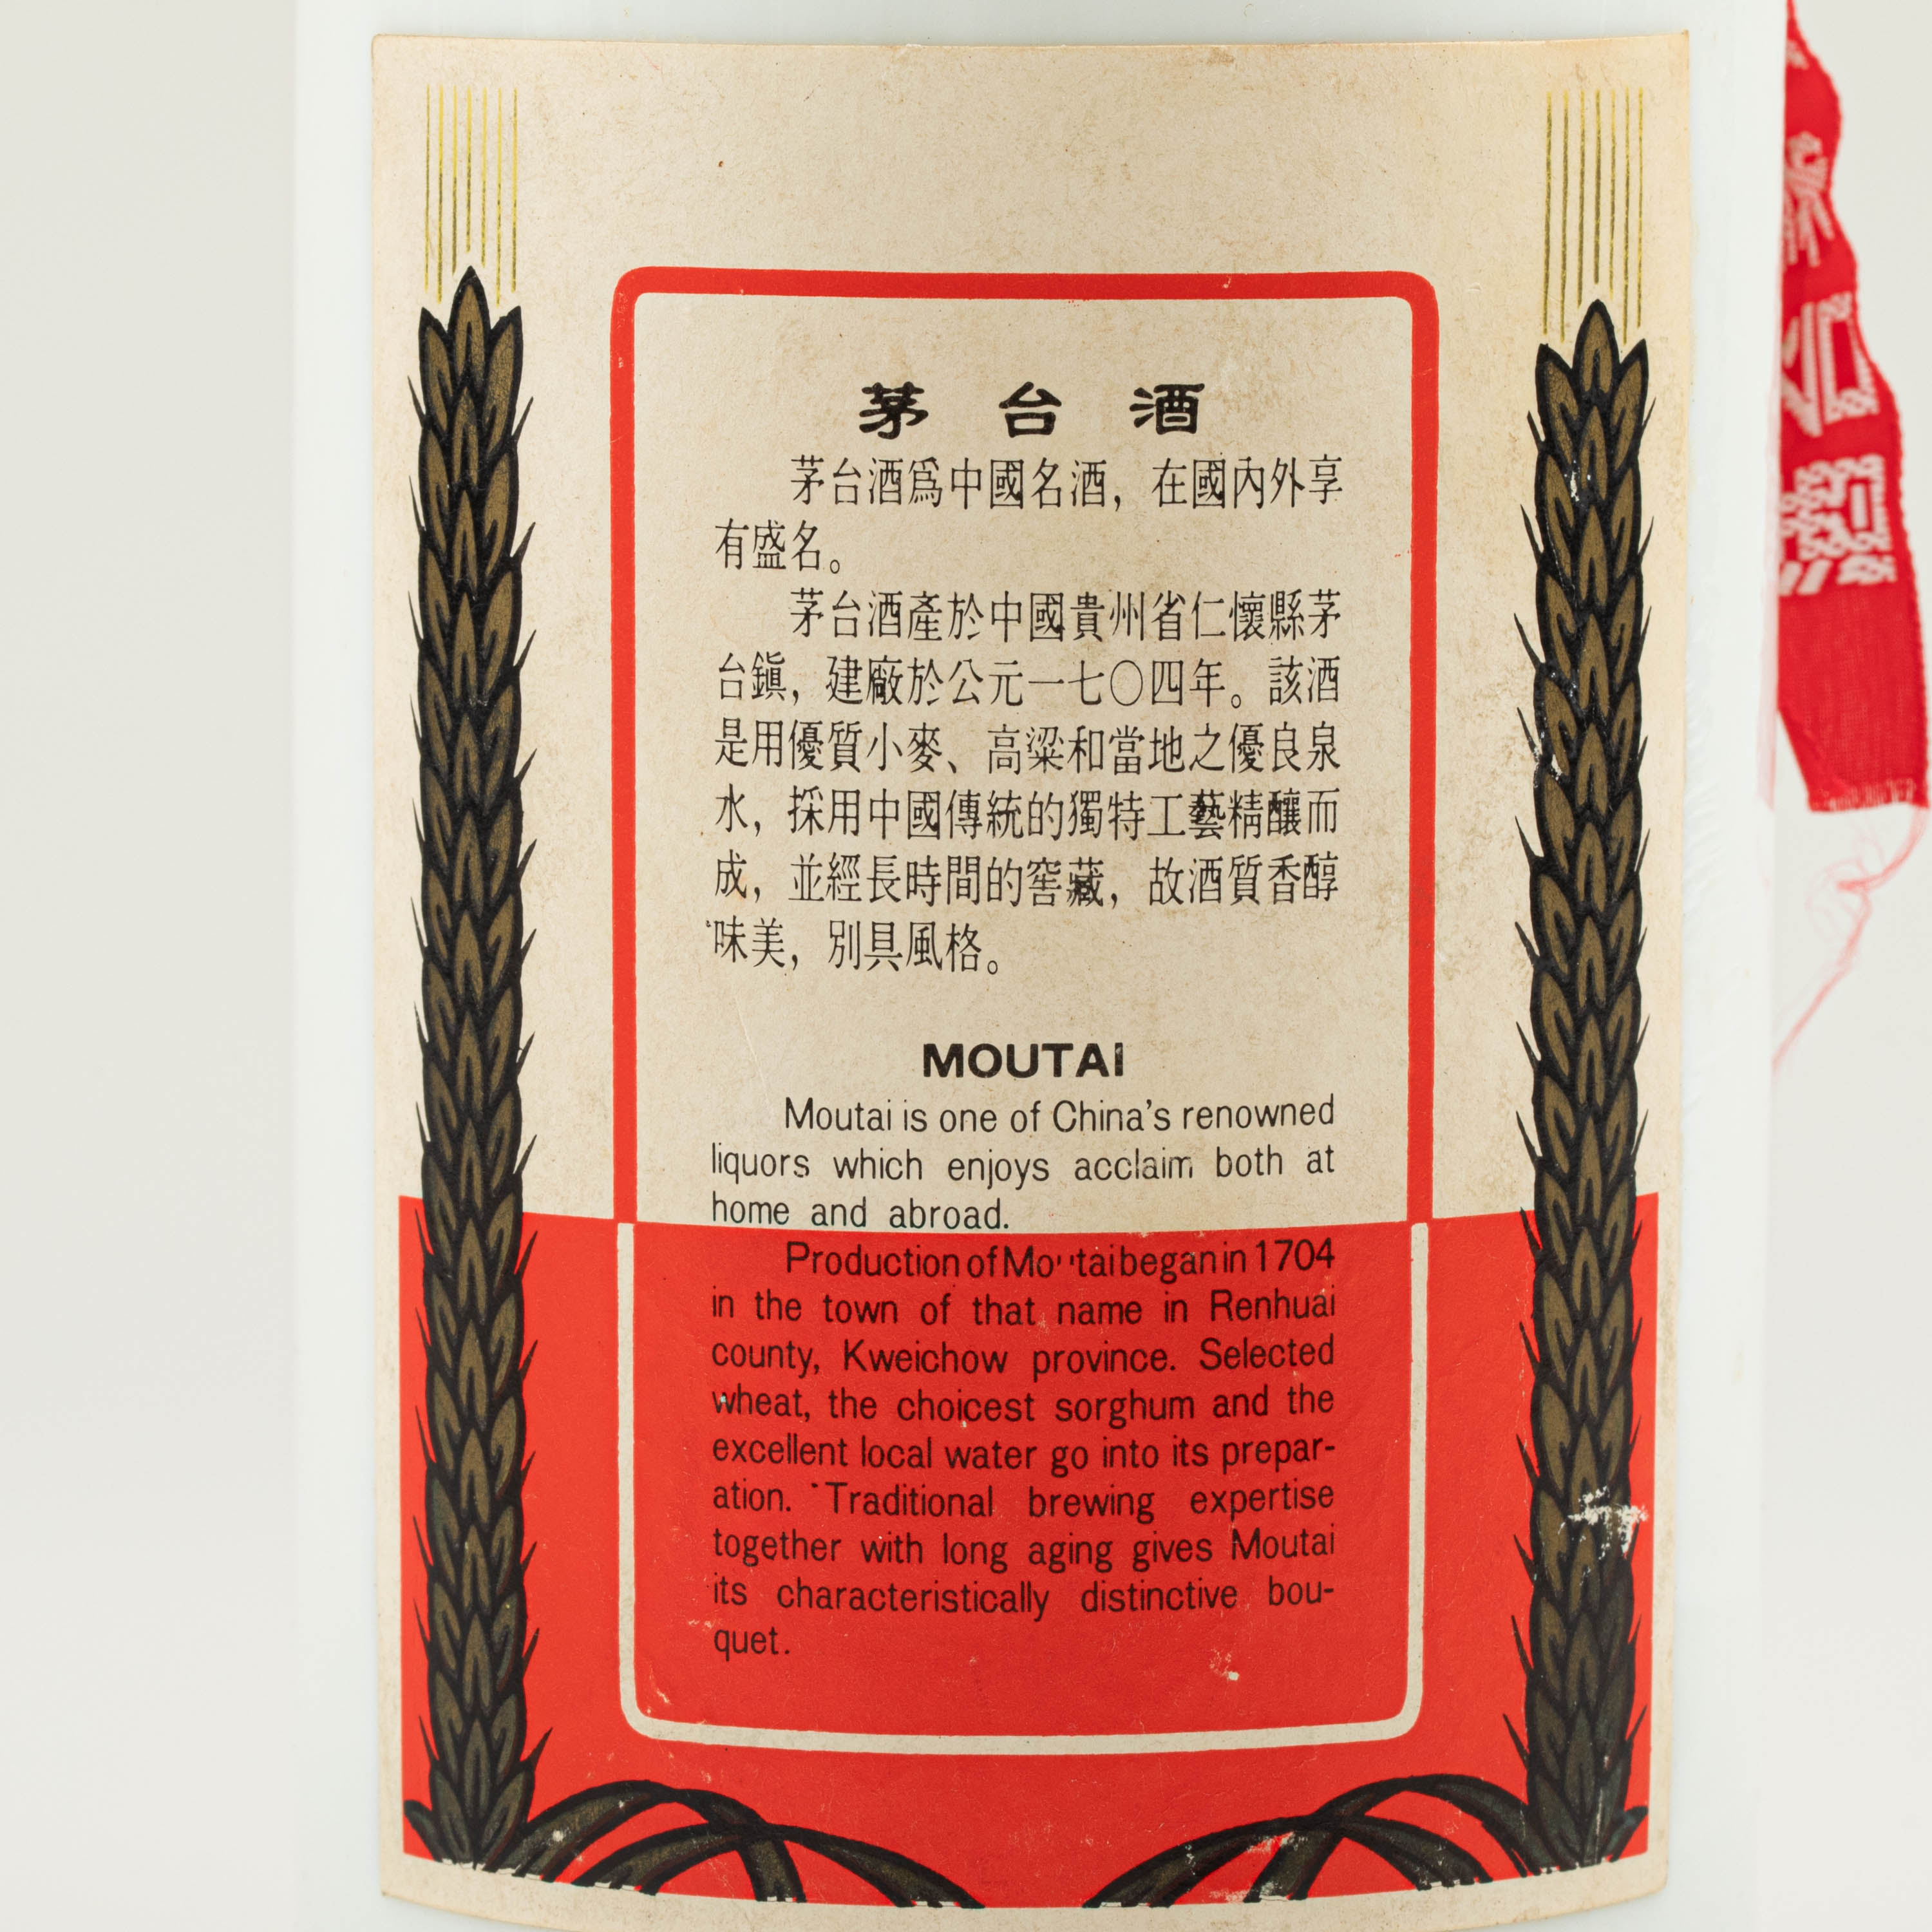 茅台酒
茅台酒爲中國名酒，在國內外享
有盛名。
茅台酒產於中國貴州省仁懷縣茅
台鎭，建廠於公元一七〇四年。該酒
是用優質小麥、高粱和當地之優良泉
水，採用中國傳統的獨特工藝精釀而
成，並經長時間的窖藏，故酒質香醇
味美，別具風格。
MOUTAI
Moutai is one of China's renowned
liquors which enjoys acclaim both at
home and abroad.
Production of Moutai began in 1704
in the town of that name in Renhuai
county, Kweichow province. Selected
wheat, the choicest sorghum and the
excellent local water go into its prepar-
ation. Traditional brewing expertise
together with long aging gives Moutai
its characteristically distinctive bou-
quet.